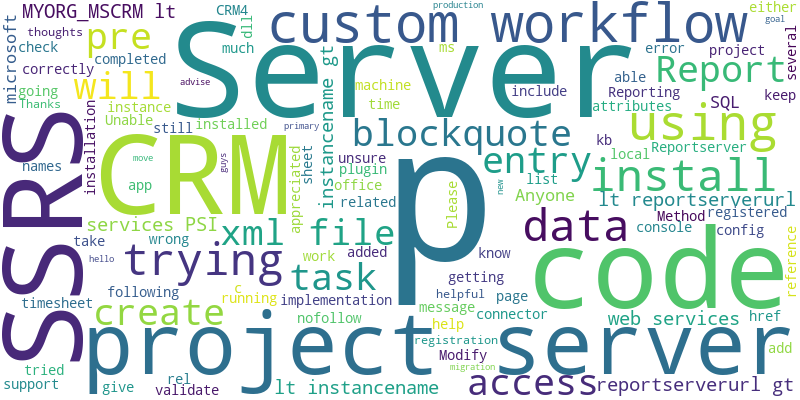 MYORG_MSCRM lt
CRM4
custom workflow
production
either
thoughts
pre
dll
ms
error
project
goal
check
much
Server
Report
several
microsoft
correctly
completed
will
advise
include
able
Reporting
SQL
going
machine
attributes
keep
Thanks
instance
time
using
Unable
installed
blockquote
kb
still
SSRS
installation
CRM
instancename gt
unsure
entry
local
Reportserver
names
move
guys
sheet
plugin
p
list
install
app
appreciated
office
Please
new
Anyone
lt reportserverurl
services PSI
related
data
Method
registered
take
wrong
xml file
work
added
know
console
config
hello
trying
task
getting
code
reference
following
c
running
implementation
message
helpful
page
timesheet
create
nofollow
connector
web services
href
help
project server
registration
Modify
add
tried
rel
migration
support
give
validate
lt instancename
access
reportserverurl gt
primary